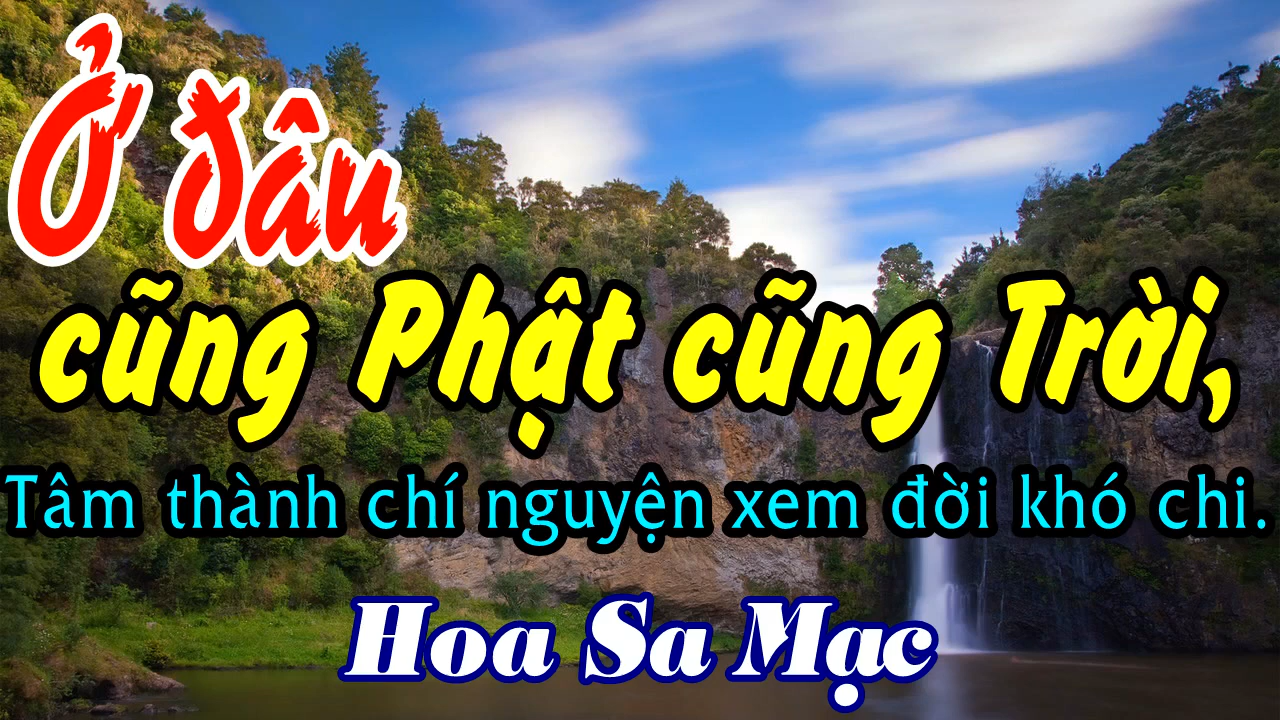 Ở đâu
cũng Phật cũng Trời,
Tâm thành chí nguyện xem đời khó chi.
Hoa Sa Mạc